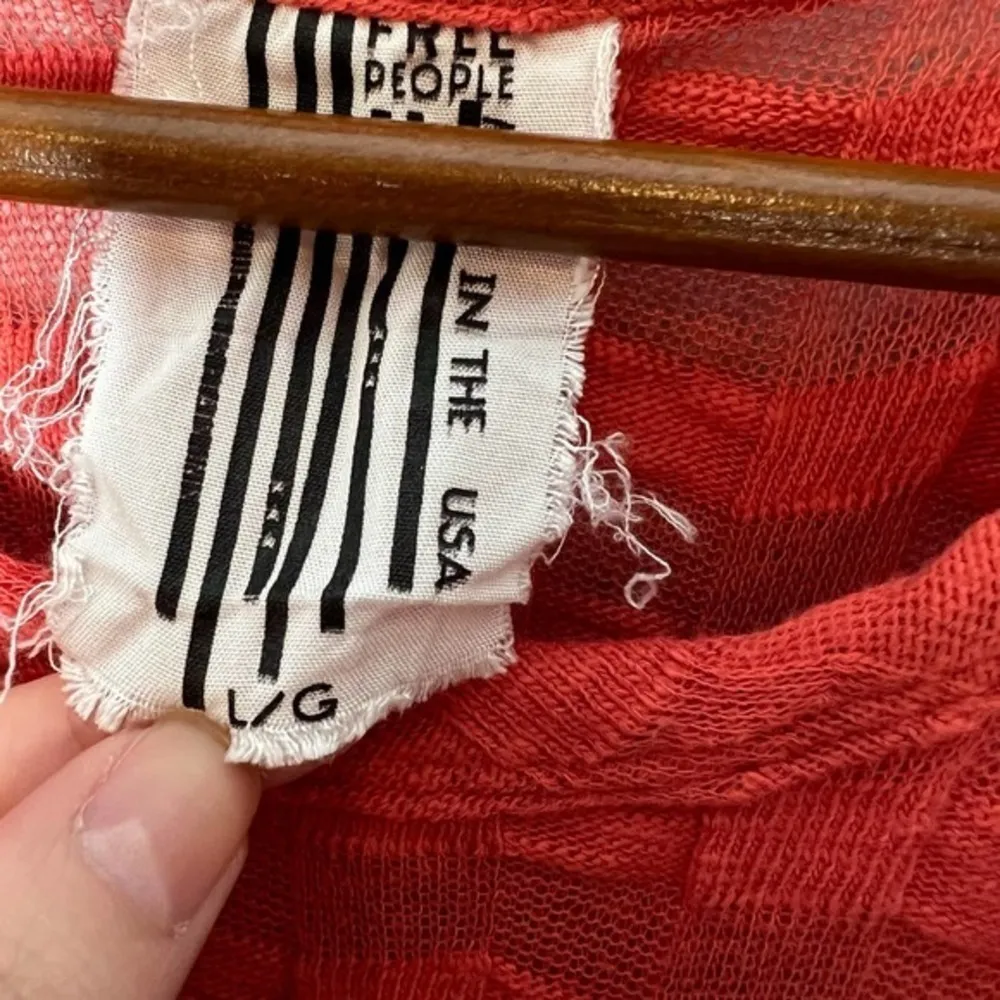 FREE
PEOPLE
IN THE USA
L/G